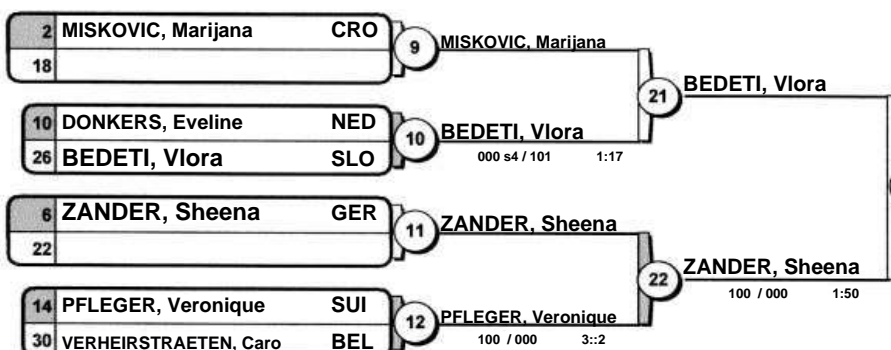 2 MISKOVIC, Marijana CRO
18
9 MISKOVIC, Marijana
21 BEDETI, Vlora
10 DONKERS, Eveline NED
26 BEDETI, Vlora SLO
10 BEDETI, Vlora
000 s4 / 101 1:17
6 ZANDER, Sheena GER
22
11 ZANDER, Sheena
22 ZANDER, Sheena
100 / 000 1:50
14 PFLEGER, Veronique SUI
30 VERHEIRSTRAETEN, Caro BEL
12 PFLEGER, Veronique
100 / 000 3::2